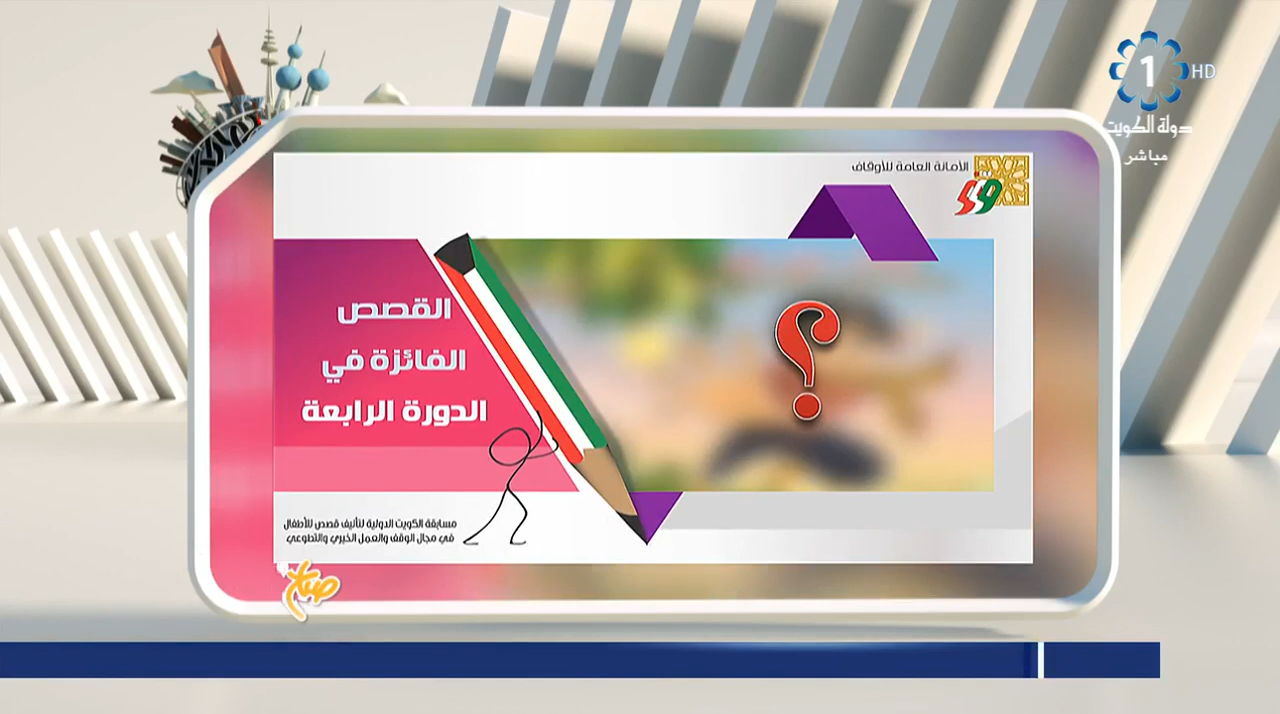 1
HD
دولة الكويت
مباشر
الأمانة العامة للأوقاف
القصص
الفائزة في
الدورة الرابعة
مسابقة الكويت الدولية لتأليف قصص للأطفال
في مجال الوقف والعمل الخيري والتطوعي
؟